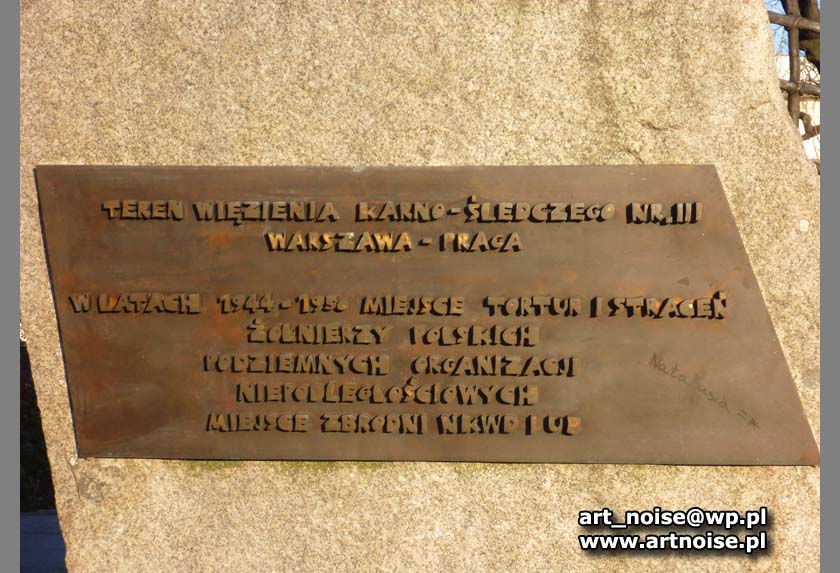 TEREN WIĘZIENIA KARNO-ŚLEDCZEGO NR. III
WARSZAWA-PRAGA
W LATACH 1944-1956 MIEJSCE TORTUR I STRACEŃ
ŻOŁNIERZY POLSKICH
PODZIEMNYCH ORGANIZACJI
NIEPODLEGŁOŚCIOWYCH
MIEJSCE ZBRODNI NKWD I UB
Natalusia =*
art_noise@wp.pl
www.artnoise.pl